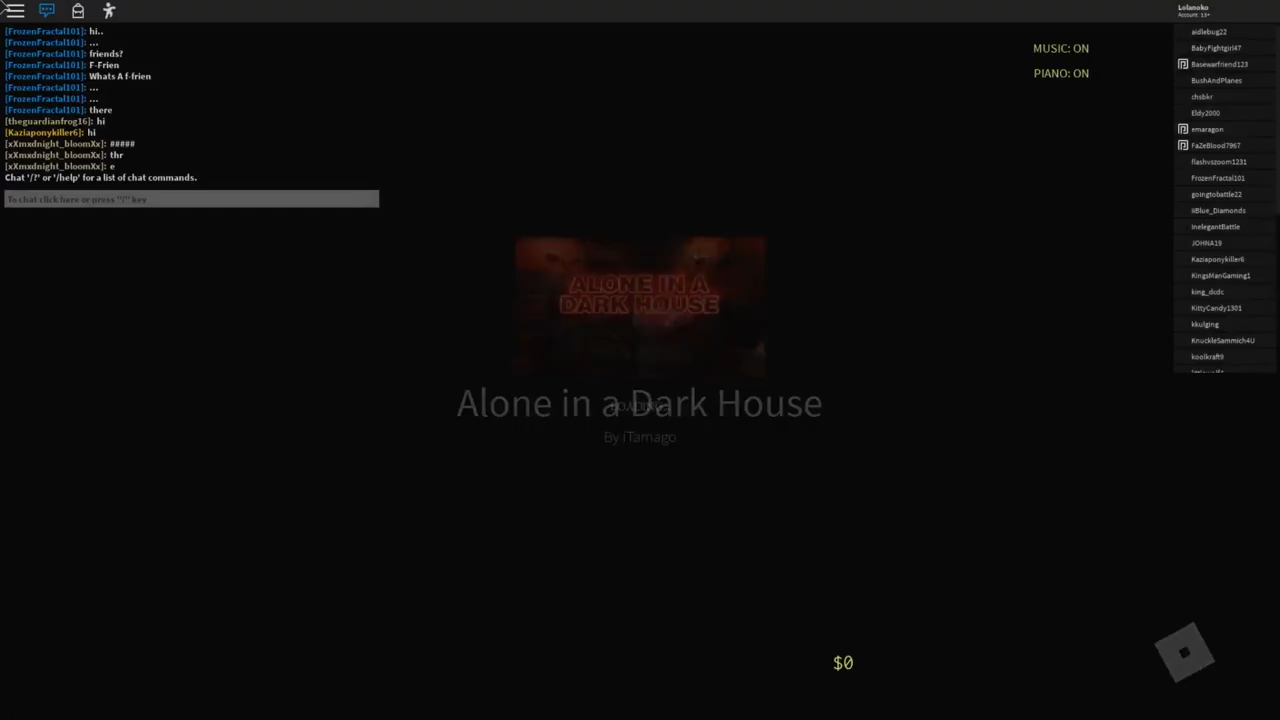 [FrozenFractal101]: hi..
[FrozenFractal101]: ...
[FrozenFractal101]: friends?
[FrozenFractal101]: F-Frien
[FrozenFractal101]: Whats A f-frien
[FrozenFractal101]: ...
[FrozenFractal101]: ...
[FrozenFractal101]: there
[theguardianfrog16]: hi
[Kaziaponykiller6]: hi
[xXmxdnight_bloomXx]: #####
[xXmxdnight_bloomXx]: thr
[xXmxdnight_bloomXx]: e
Chat '/?' or '/help' for a list of chat commands.
To chat click here or press "/" key
MUSIC: ON
PIANO: ON
Lolanoko
Account: 13+
aidlebug22
BabyFightgirl47
Basewarfriend123
BushAndPlanes
chsbkr
Eldy2000
emaragon
FaZeBlood7967
flashvszoom1231
FrozenFractal101
goingtobattle22
iiBlue_Diamonds
InelegantBattle
JOHNA19
Kaziaponykiller6
KingsManGaming1
king_dcdc
KittyCandy1301
kkulging
KnuckleSammich4U
koolkraft9
ALONE IN A
DARK HOUSE
Alone in a Dark House
By iTamago
$0